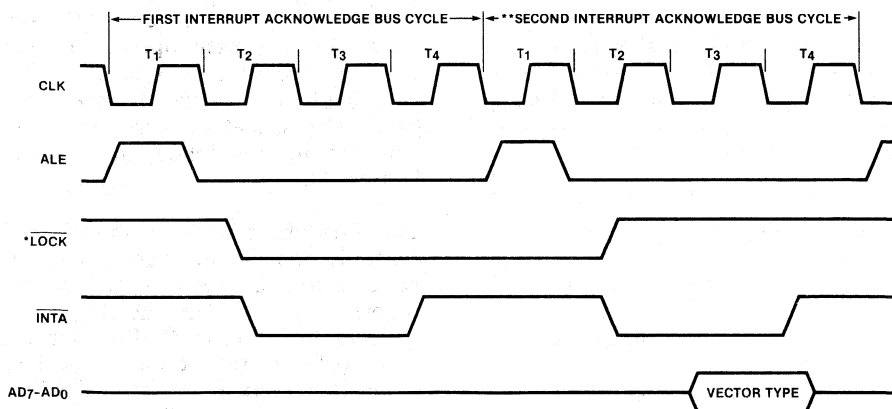 FIRST INTERRUPT ACKNOWLEDGE BUS CYCLE
**SECOND INTERRUPT ACKNOWLEDGE BUS CYCLE
T1 T2 T3 T4 T1 T2 T3 T4
CLK
ALE
*LOCK
INTA
AD7-AD0
VECTOR TYPE